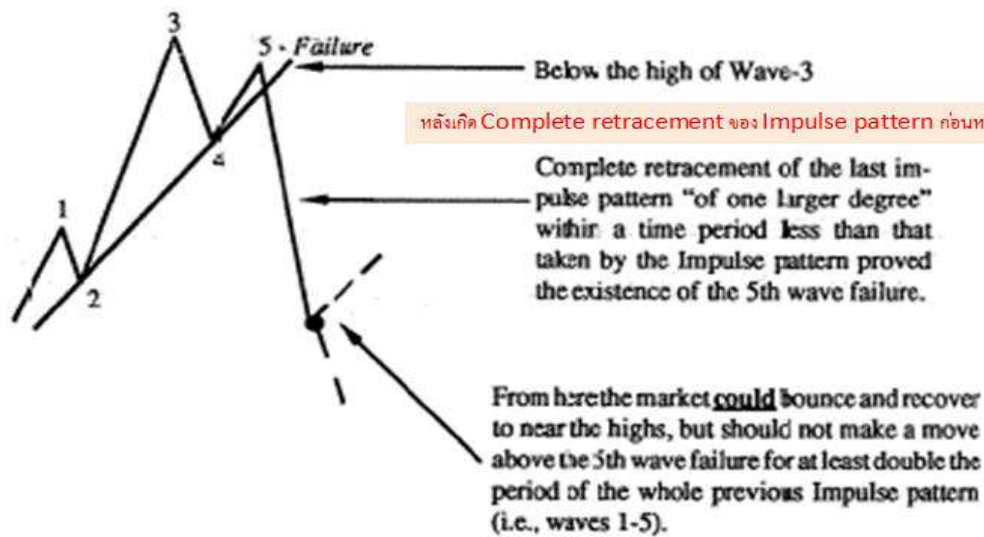 3
5 - Failure
Below the high of Wave-3
หลังเกิด Complete retracement ของ Impulse pattern ก่อนห
4
Complete retracement of the last im-
pulse pattern “of one larger degree”
within a time period less than that
taken by the Impulse pattern proved
the existence of the 5th wave failure.
1
2
From here the market could bounce and recover
to near the highs, but should not make a move
above the 5th wave failure for at least double the
period of the whole previous Impulse pattern
(i.e., waves 1-5).